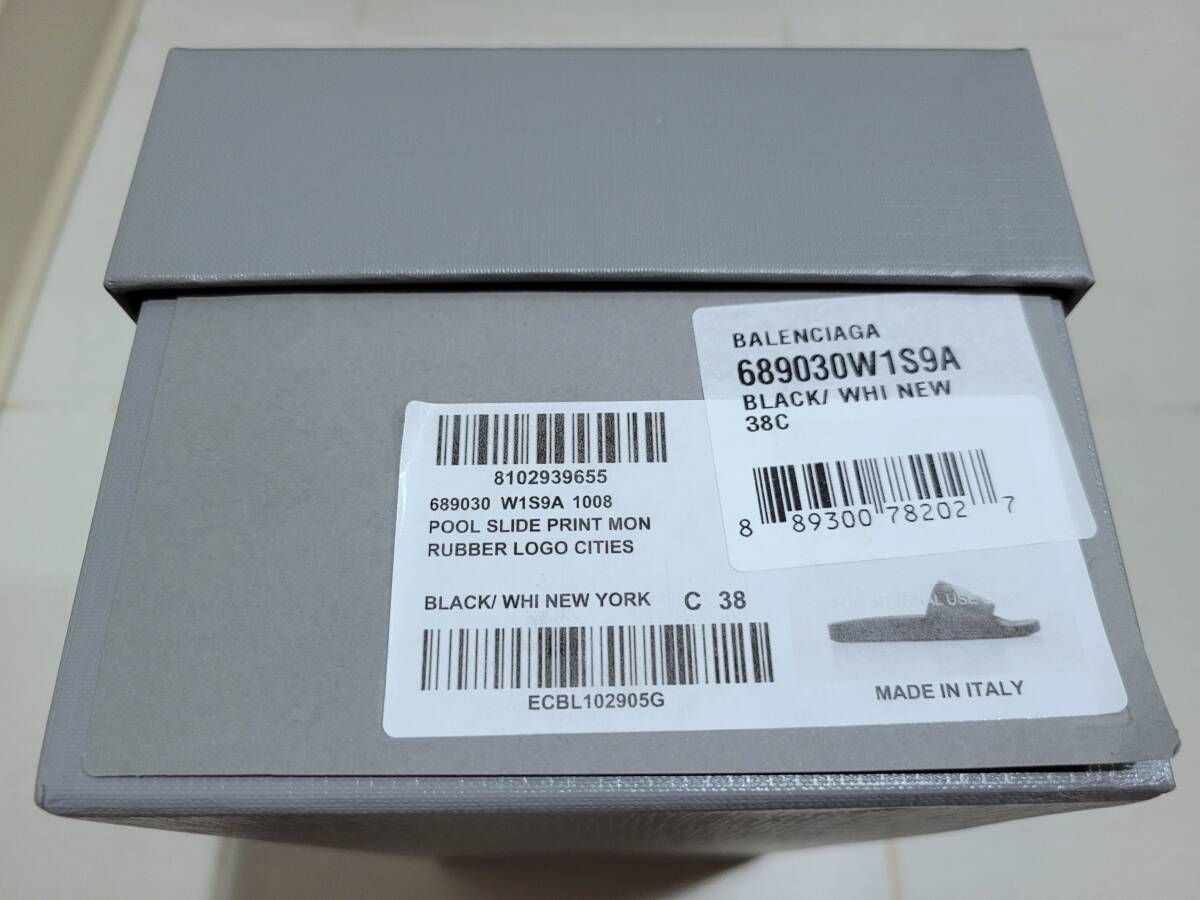 BALENCIAGA
689030W1S9A
BLACK/ WHI NEW
38C
8 89300 78202 7
8102939655
689030 W1S9A 1008
POOL SLIDE PRINT MON
RUBBER LOGO CITIES
BLACK/ WHI NEW YORK C 38
ECBL102905G
MADE IN ITALY